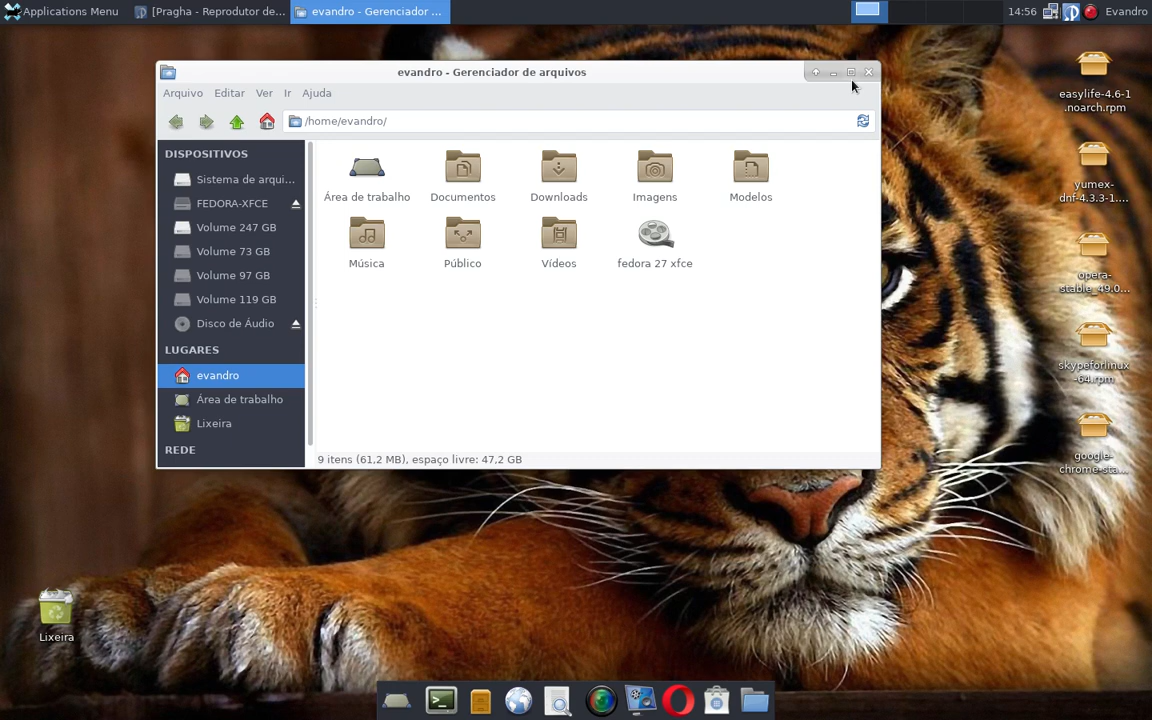 Applications Menu
[Pragha - Reprodutor de...
evandro - Gerenciador ...
14:56
Evandro
evandro - Gerenciador de arquivos
Arquivo Editar Ver Ir Ajuda
/home/evandro/
DISPOSITIVOS
Sistema de arqui...
FEDORA-XFCE
Volume 247 GB
Volume 73 GB
Volume 97 GB
Volume 119 GB
Disco de Áudio
LUGARES
evandro
Área de trabalho
Lixeira
REDE
Área de trabalho
Documentos
Downloads
Imagens
Modelos
Música
Público
Vídeos
fedora 27 xfce
9 itens (61,2 MB), espaço livre: 47,2 GB
easylife-4.6-1
.noarch.rpm
yumex-
dnf-4.3.3-1....
opera-
stable_49.0...
skypeforlinux
-64.rpm
google-
chrome-sta...
Lixeira